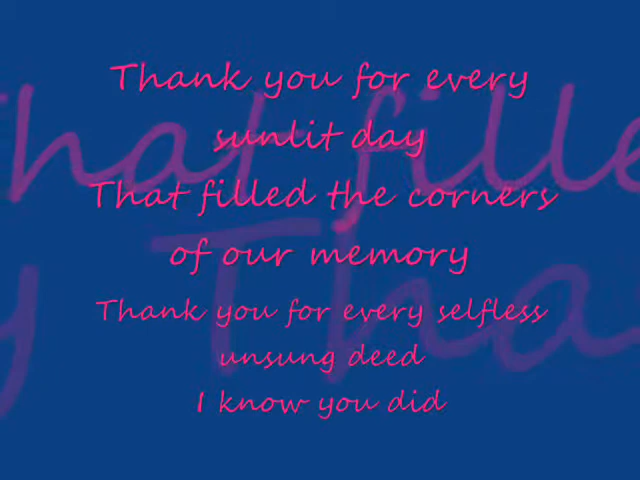 Thank you for every
sunlit day
That filled the corners
of our memory
Thank you for every selfless
unsung deed
I know you did